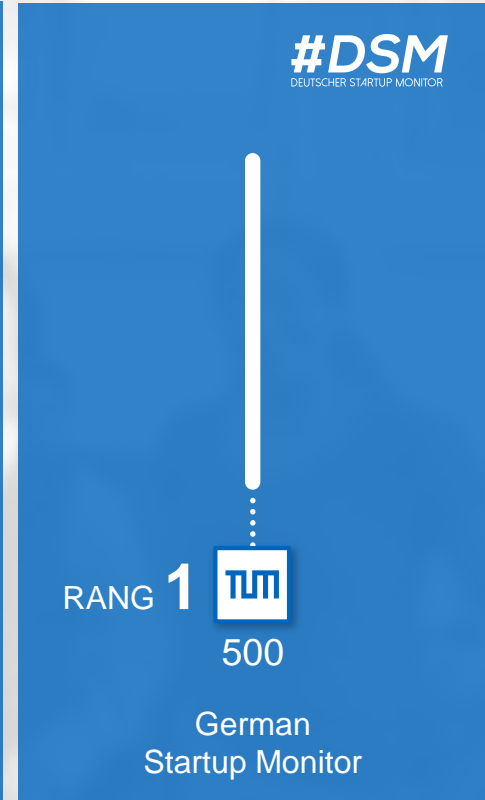 #DSM
DEUTSCHER STARTUP MONITOR
RANG 1
TUM
500
German
Startup Monitor